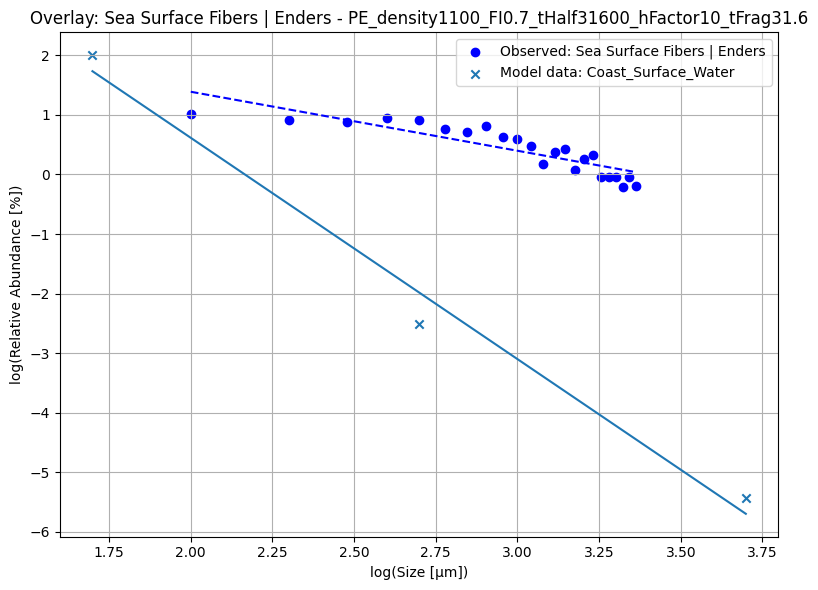 Overlay: Sea Surface Fibers | Enders - PE_density1100_FI0.7_tHalf31600_hFactor10_tFrag31.6
Observed: Sea Surface Fibers | Enders
Model data: Coast_Surface_Water
log(Relative Abundance [%])
2
1
0
−1
−2
−3
−4
−5
−6
1.75 2.00 2.25 2.50 2.75 3.00 3.25 3.50 3.75
log(Size [µm])